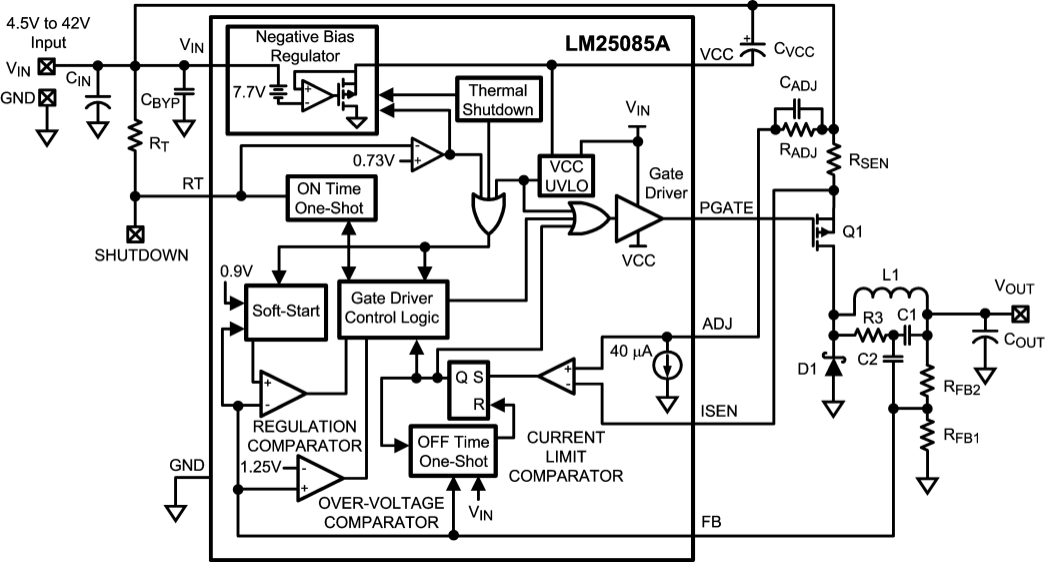 4.5V to 42V
Input
VIN
GND
CIN
CBYP
VIN
RT
RT
SHUTDOWN
Negative Bias
Regulator
7.7V
+
-
LM25085A
VCC
+
CVCC
Thermal
Shutdown
-
+
0.73V
VCC
UVLO
VIN
Gate
Driver
VCC
CADJ
RADJ
RSEN
ON Time
One-Shot
PGATE
Q1
0.9V
Soft-Start
Gate Driver
Control Logic
L1
VOUT
R3
C1
C2
COUT
D1
RFB2
RFB1
ADJ
40 µA
ISEN
+
-
Q S
R
+
-
REGULATION
COMPARATOR
OFF Time
One-Shot
CURRENT
LIMIT
COMPARATOR
GND
1.25V
-
+
OVER-VOLTAGE
COMPARATOR
VIN
FB